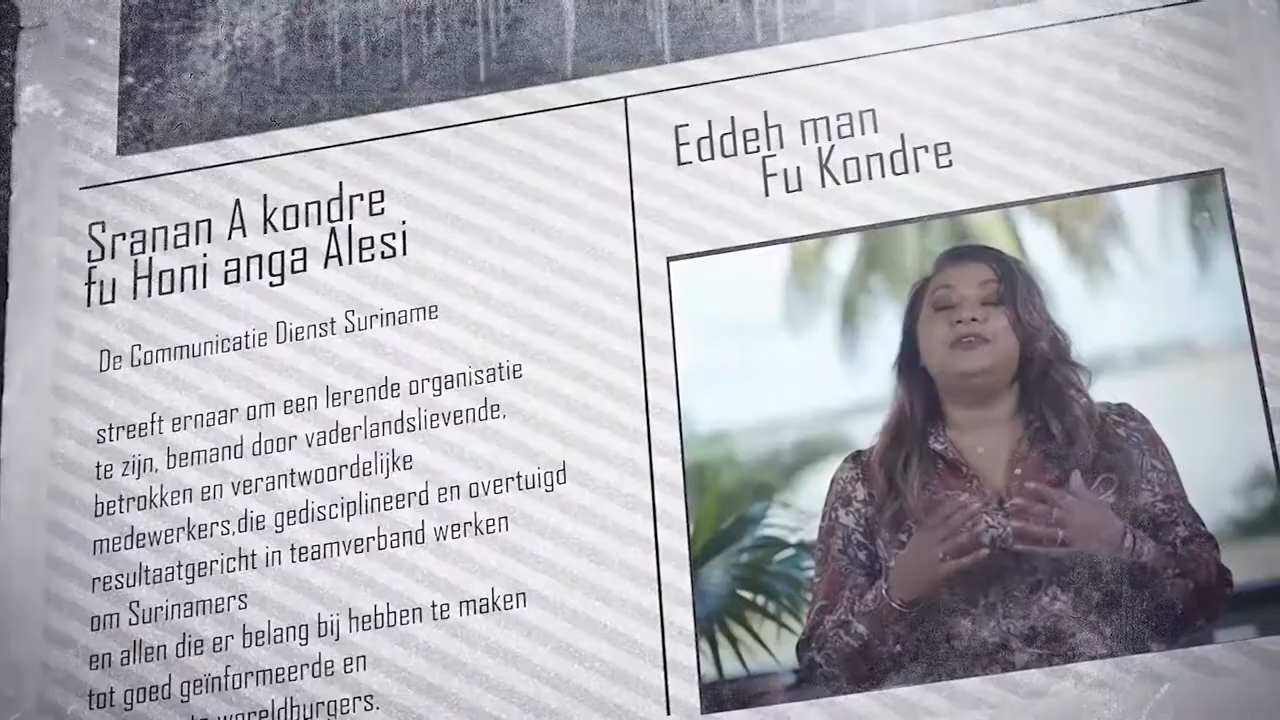 Sranan A kondre
fu Honi anga Alesi
De Communicatie Dienst Suriname
streeft ernaar om een lerende organisatie
te zijn, bemand door vaderlandslievende,
betrokken en verantwoordelijke
medewerkers,die gedisciplineerd en overtuigd
resultaatgericht in teamverband werken
om Surinamers
en allen die er belang bij hebben te maken
tot goed geïnformeerde en
wereldburgers.
Eddeh man
Fu Kondre